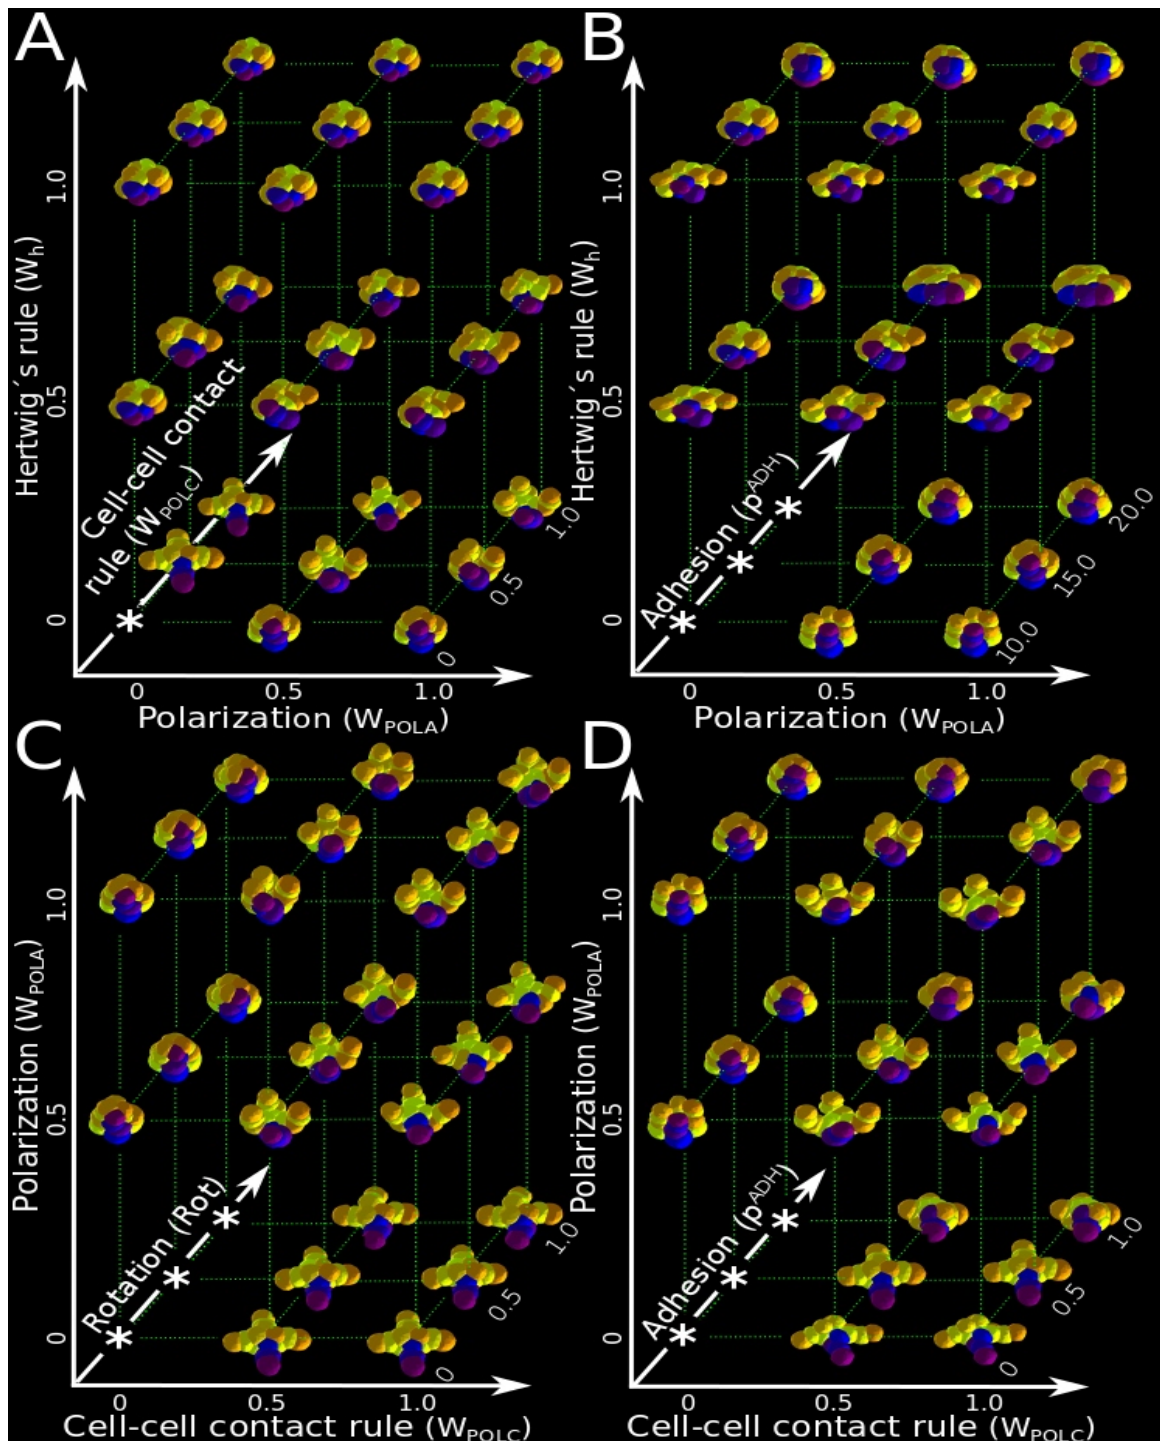 A
Hertwig´s rule (Wh)
1.0
0.5
0
Cell-cell contact
rule (WPOLC)
*
1.0
0.5
0
0 0.5 1.0
Polarization (WPOLA)
B
Hertwig´s rule (Wh)
1.0
0.5
0
Adhesion (pADH)
* * *
20.0
15.0
10.0
0 0.5 1.0
Polarization (WPOLA)
C
Polarization (WPOLA)
1.0
0.5
0
Rotation (Rot)
* * *
1.0
0.5
0
0 0.5 1.0
Cell-cell contact rule (WPOLC)
D
Polarization (WPOLA)
1.0
0.5
0
Adhesion (pADH)
* * *
1.0
0.5
0
0 0.5 1.0
Cell-cell contact rule (WPOLC)